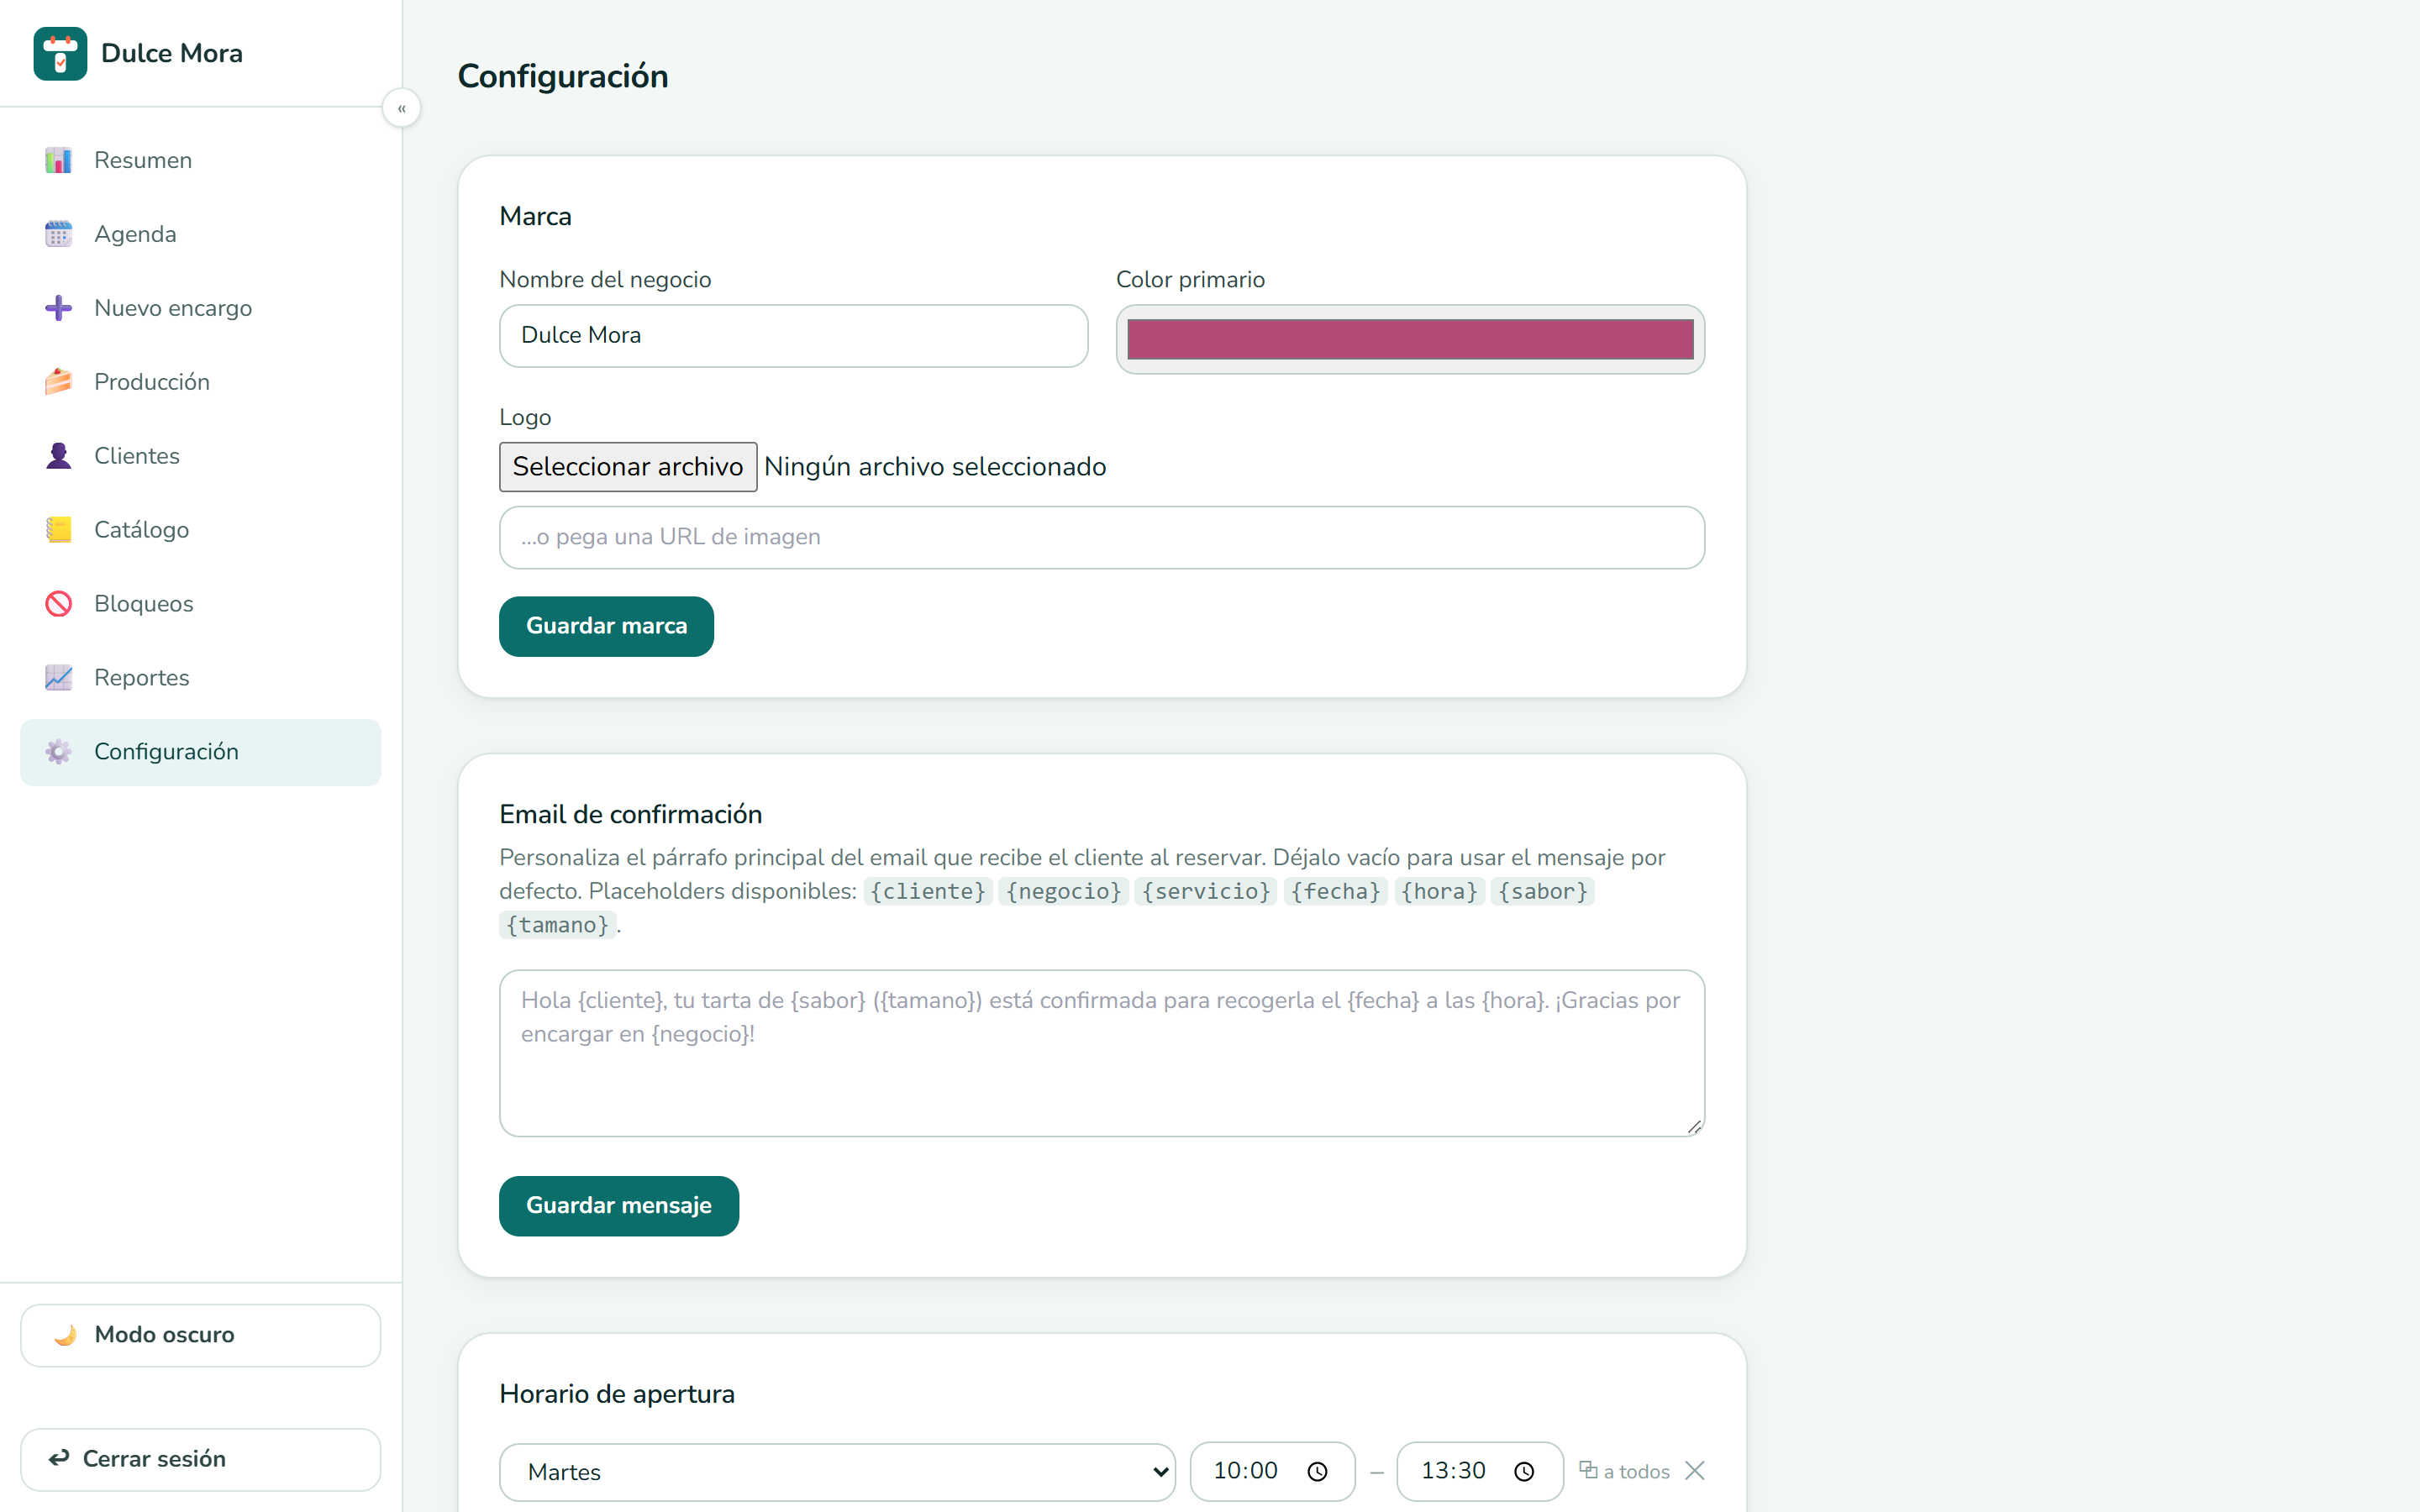 Dulce Mora
«
Resumen
Agenda
Nuevo encargo
Producción
Clientes
Catálogo
Bloqueos
Reportes
Configuración
Modo oscuro
Cerrar sesión
Configuración
Marca
Nombre del negocio
Dulce Mora
Color primario
Logo
Seleccionar archivo Ningún archivo seleccionado
...o pega una URL de imagen
Guardar marca
Email de confirmación
Personaliza el párrafo principal del email que recibe el cliente al reservar. Déjalo vacío para usar el mensaje por
defecto. Placeholders disponibles: {cliente} {negocio} {servicio} {fecha} {hora} {sabor}
{tamano}.
Hola {cliente}, tu tarta de {sabor} ({tamano}) está confirmada para recogerla el {fecha} a las {hora}. ¡Gracias por
encargar en {negocio}!
Guardar mensaje
Horario de apertura
Martes 10:00 – 13:30 a todos